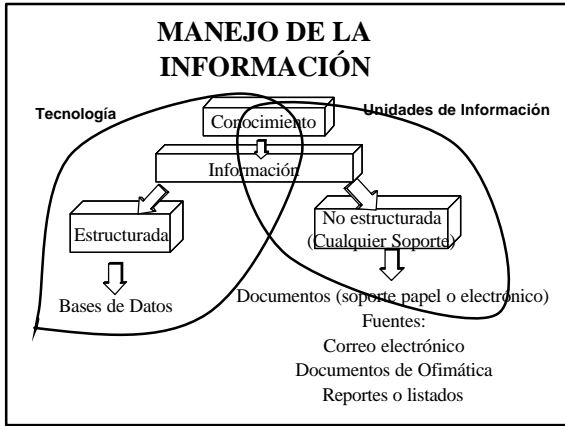 MANEJO DE LA
INFORMACIÓN
Tecnología
Unidades de Información
Conocimiento
Información
Estructurada
No estructurada
(Cualquier Soporte)
Bases de Datos
Documentos (soporte papel o electrónico)
Fuentes:
Correo electrónico
Documentos de Ofimática
Reportes o listados